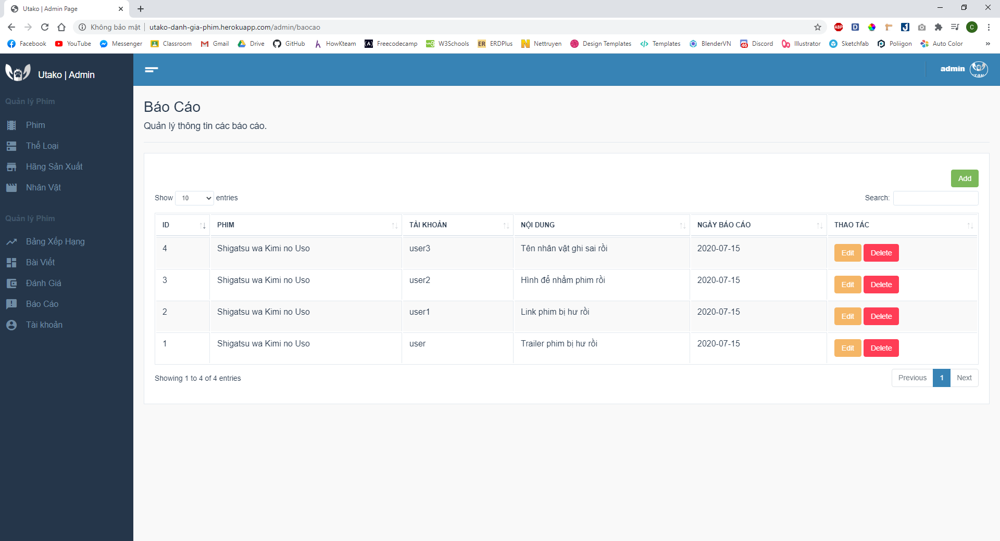 Utako | Admin Page
Không bảo mật | utako-danh-gia-phim.herokuapp.com/admin/baocao
ABP
D
C
Facebook YouTube Messenger Classroom Gmail Drive GitHub HowKteam Freecodecamp W3Schools ERDPlus Nettruyen Design Templates Templates BlenderVN Discord Illustrator Sketchfab Poliigon Auto Color »
Utako | Admin
admin
Quản lý Phim
Phim
Thể Loại
Hãng Sản Xuất
Nhân Vật
Quản lý Phim
Bảng Xếp Hạng
Bài Viết
Đánh Giá
Báo Cáo
Tài khoản
Báo Cáo
Quản lý thông tin các báo cáo.
Add
Show 10 entries Search:
ID PHIM TÀI KHOẢN NỘI DUNG NGÀY BÁO CÁO THAO TÁC
4 Shigatsu wa Kimi no Uso user3 Tên nhân vật ghi sai rồi 2020-07-15 Edit Delete
3 Shigatsu wa Kimi no Uso user2 Hình để nhầm phim rồi 2020-07-15 Edit Delete
2 Shigatsu wa Kimi no Uso user1 Link phim bị hư rồi 2020-07-15 Edit Delete
1 Shigatsu wa Kimi no Uso user Trailer phim bị hư rồi 2020-07-15 Edit Delete
Showing 1 to 4 of 4 entries Previous 1 Next